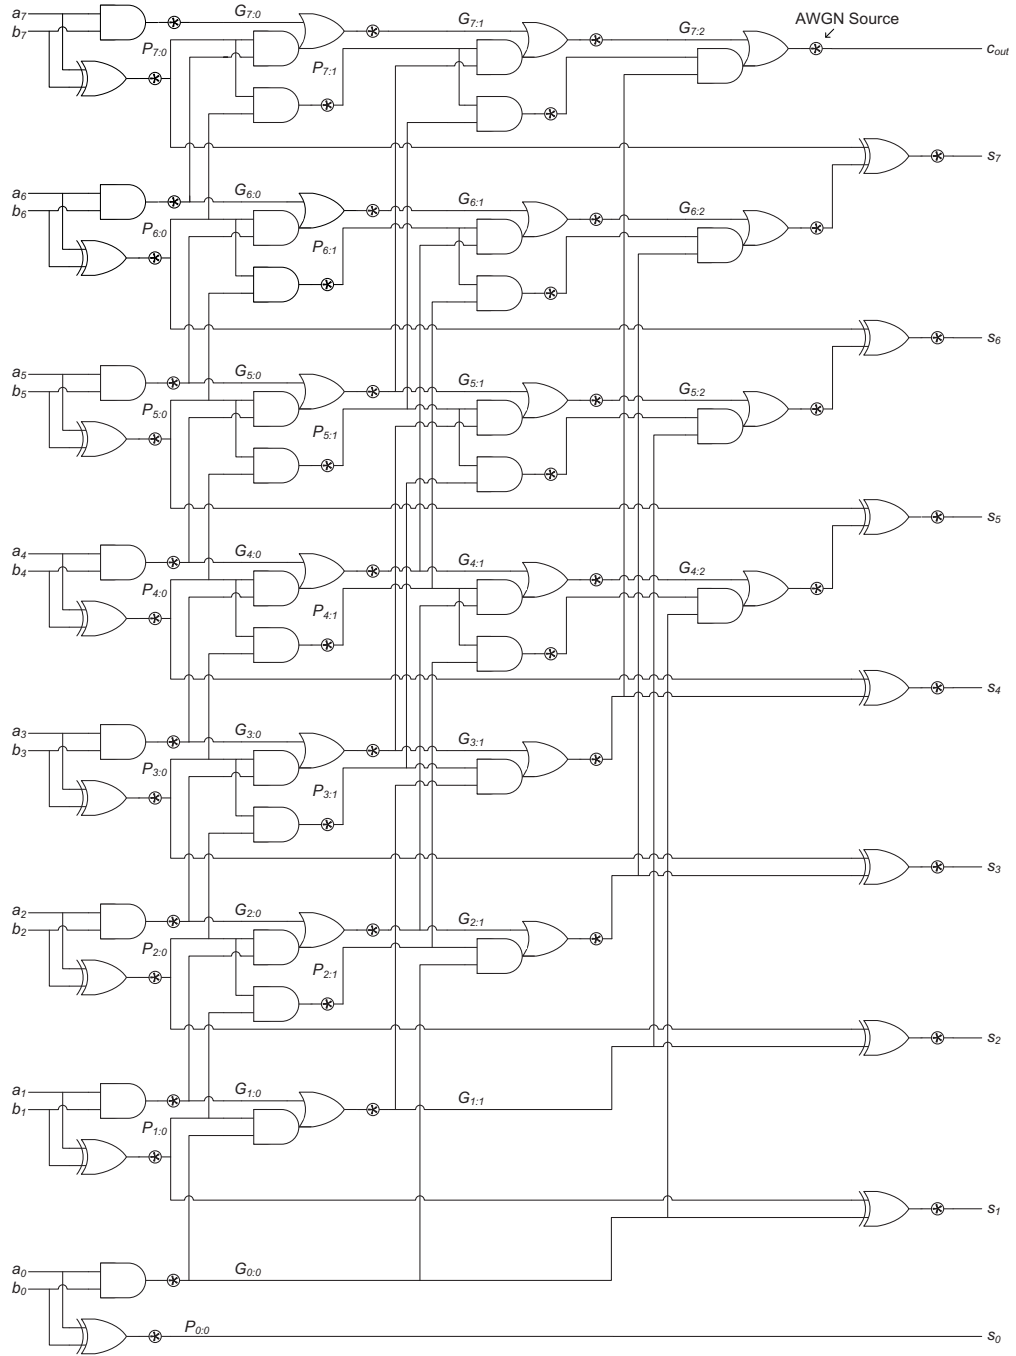 AWGN Source
a7 G7:0 G7:1 G7:2 cout
b7
P7:0 P7:1
s7
a6 G6:0 G6:1 G6:2
b6
P6:0 P6:1
s6
a5 G5:0 G5:1 G5:2
b5
P5:0 P5:1
s5
a4 G4:0 G4:1 G4:2
b4
P4:0 P4:1
s4
a3 G3:0 G3:1
b3
P3:0 P3:1
s3
a2 G2:0 G2:1
b2
P2:0 P2:1
s2
a1 G1:0 G1:1
b1
P1:0
s1
a0 G0:0
b0
P0:0 s0